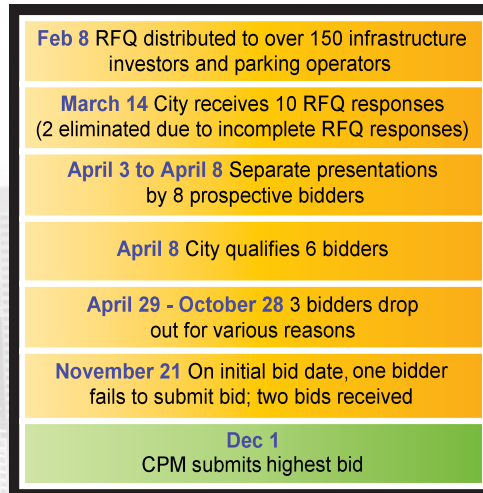 Feb 8 RFQ distributed to over 150 infrastructure
investors and parking operators
March 14 City receives 10 RFQ responses
(2 eliminated due to incomplete RFQ responses)
April 3 to April 8 Separate presentations
by 8 prospective bidders
April 8 City qualifies 6 bidders
April 29 - October 28 3 bidders drop
out for various reasons
November 21 On initial bid date, one bidder
fails to submit bid; two bids received
Dec 1
CPM submits highest bid